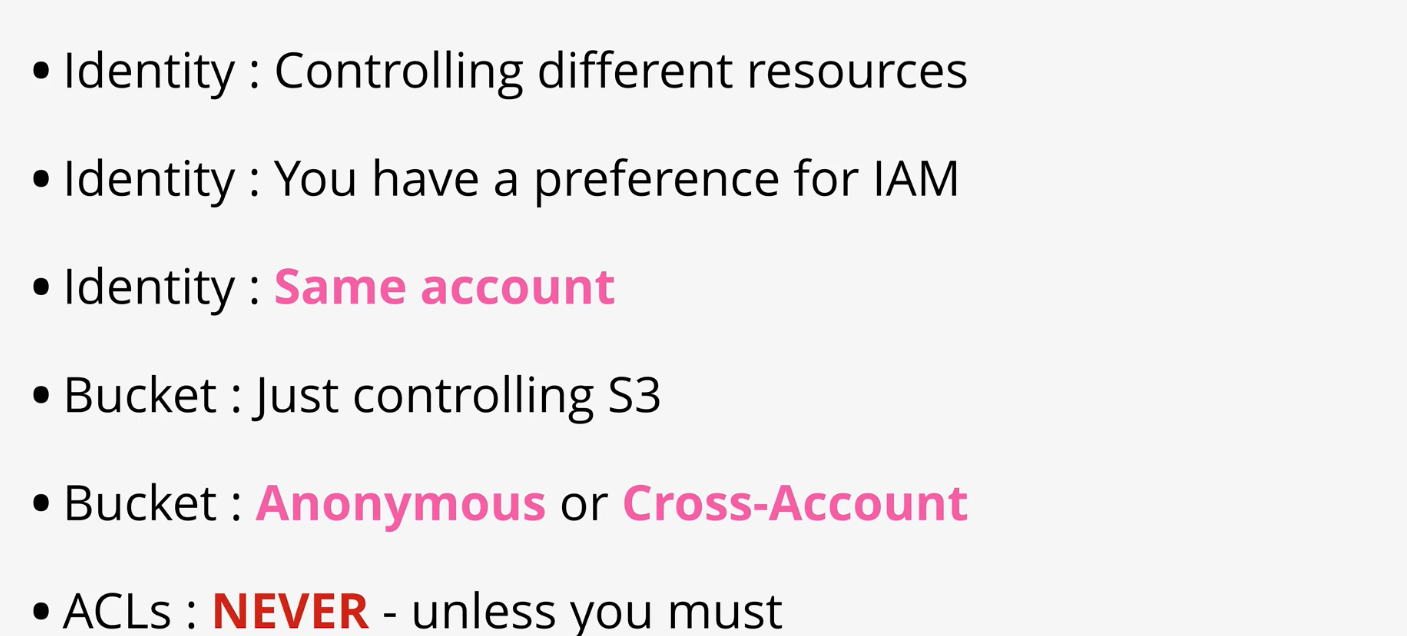 • Identity : Controlling different resources
• Identity : You have a preference for IAM
• Identity : Same account
• Bucket : Just controlling S3
• Bucket : Anonymous or Cross-Account
• ACLs : NEVER - unless you must